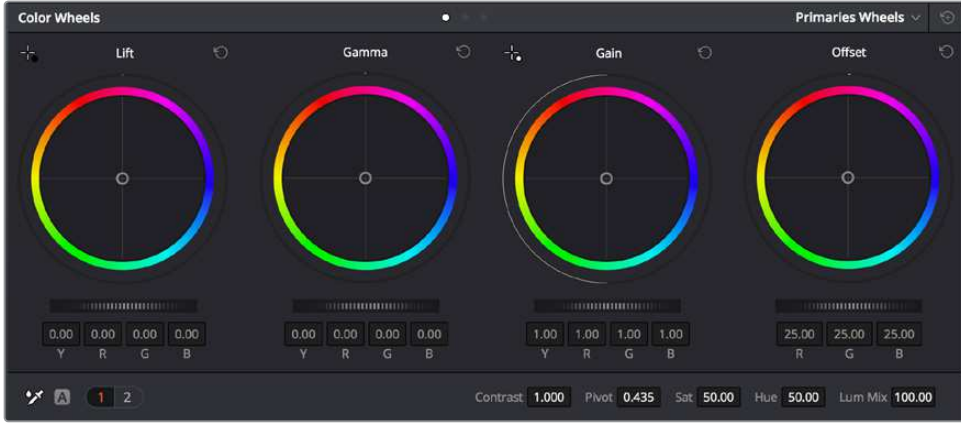 Color Wheels Primaries Wheels
Lift Gamma Gain Offset
0.00 0.00 0.00 0.00 0.00 0.00 0.00 0.00 1.00 1.00 1.00 1.00 25.00 25.00 25.00
Y R G B Y R G B Y R G B R G B
A 1 2 Contrast 1.000 Pivot 0.435 Sat 50.00 Hue 50.00 Lum Mix 100.00